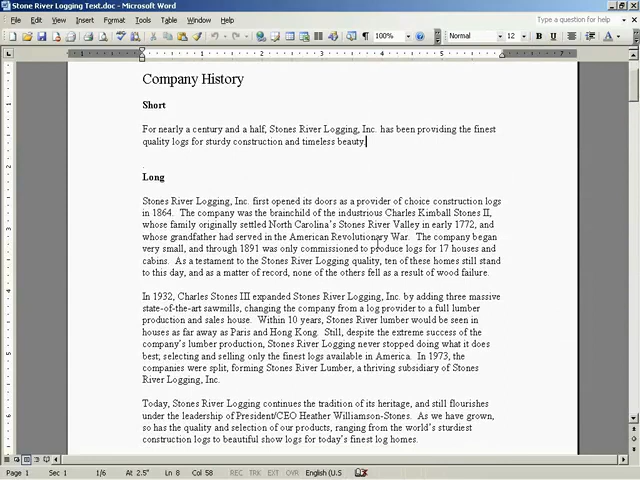 Stone River Logging Text.doc - Microsoft Word
File Edit View Insert Format Tools Table Window Help
Type a question for help
100% Normal 12 B U A
1 1 2 3 4 5 7
Company History
Short
For nearly a century and a half, Stones River Logging, Inc. has been providing the finest
quality logs for sturdy construction and timeless beauty.
Long
Stones River Logging, Inc. first opened its doors as a provider of choice construction logs
in 1864. The company was the brainchild of the industrious Charles Kimball Stones II,
whose family originally settled North Carolina's Stones River Valley in early 1772, and
whose grandfather had served in the American Revolutionary War. The company began
very small, and through 1891 was only commissioned to produce logs for 17 houses and
cabins. As a testament to the Stones River Logging quality, ten of these homes still stand
to this day, and as a matter of record, none of the others fell as a result of wood failure.
In 1932, Charles Stones III expanded Stones River Logging, Inc. by adding three massive
state-of-the-art sawmills, changing the company from a log provider to a full lumber
production and sales house. Within 10 years, Stones River lumber would be seen in
houses as far away as Paris and Hong Kong. Still, despite the extreme success of the
company's lumber production, Stones River Logging never stopped doing what it does
best; selecting and selling only the finest logs available in America. In 1973, the
companies were split, forming Stones River Lumber, a thriving subsidiary of Stones
River Logging, Inc.
Today, Stones River Logging continues the tradition of its heritage, and still flourishes
under the leadership of President/CEO Heather Williamson-Stones. As we have grown,
so has the quality and selection of our products, ranging from the world's sturdiest
construction logs to beautiful show logs for today's finest log homes.
Page 1 Sec 1 1/6 At 2.5" Ln 8 Col 58 REC TRK EXT OVR English (U.S